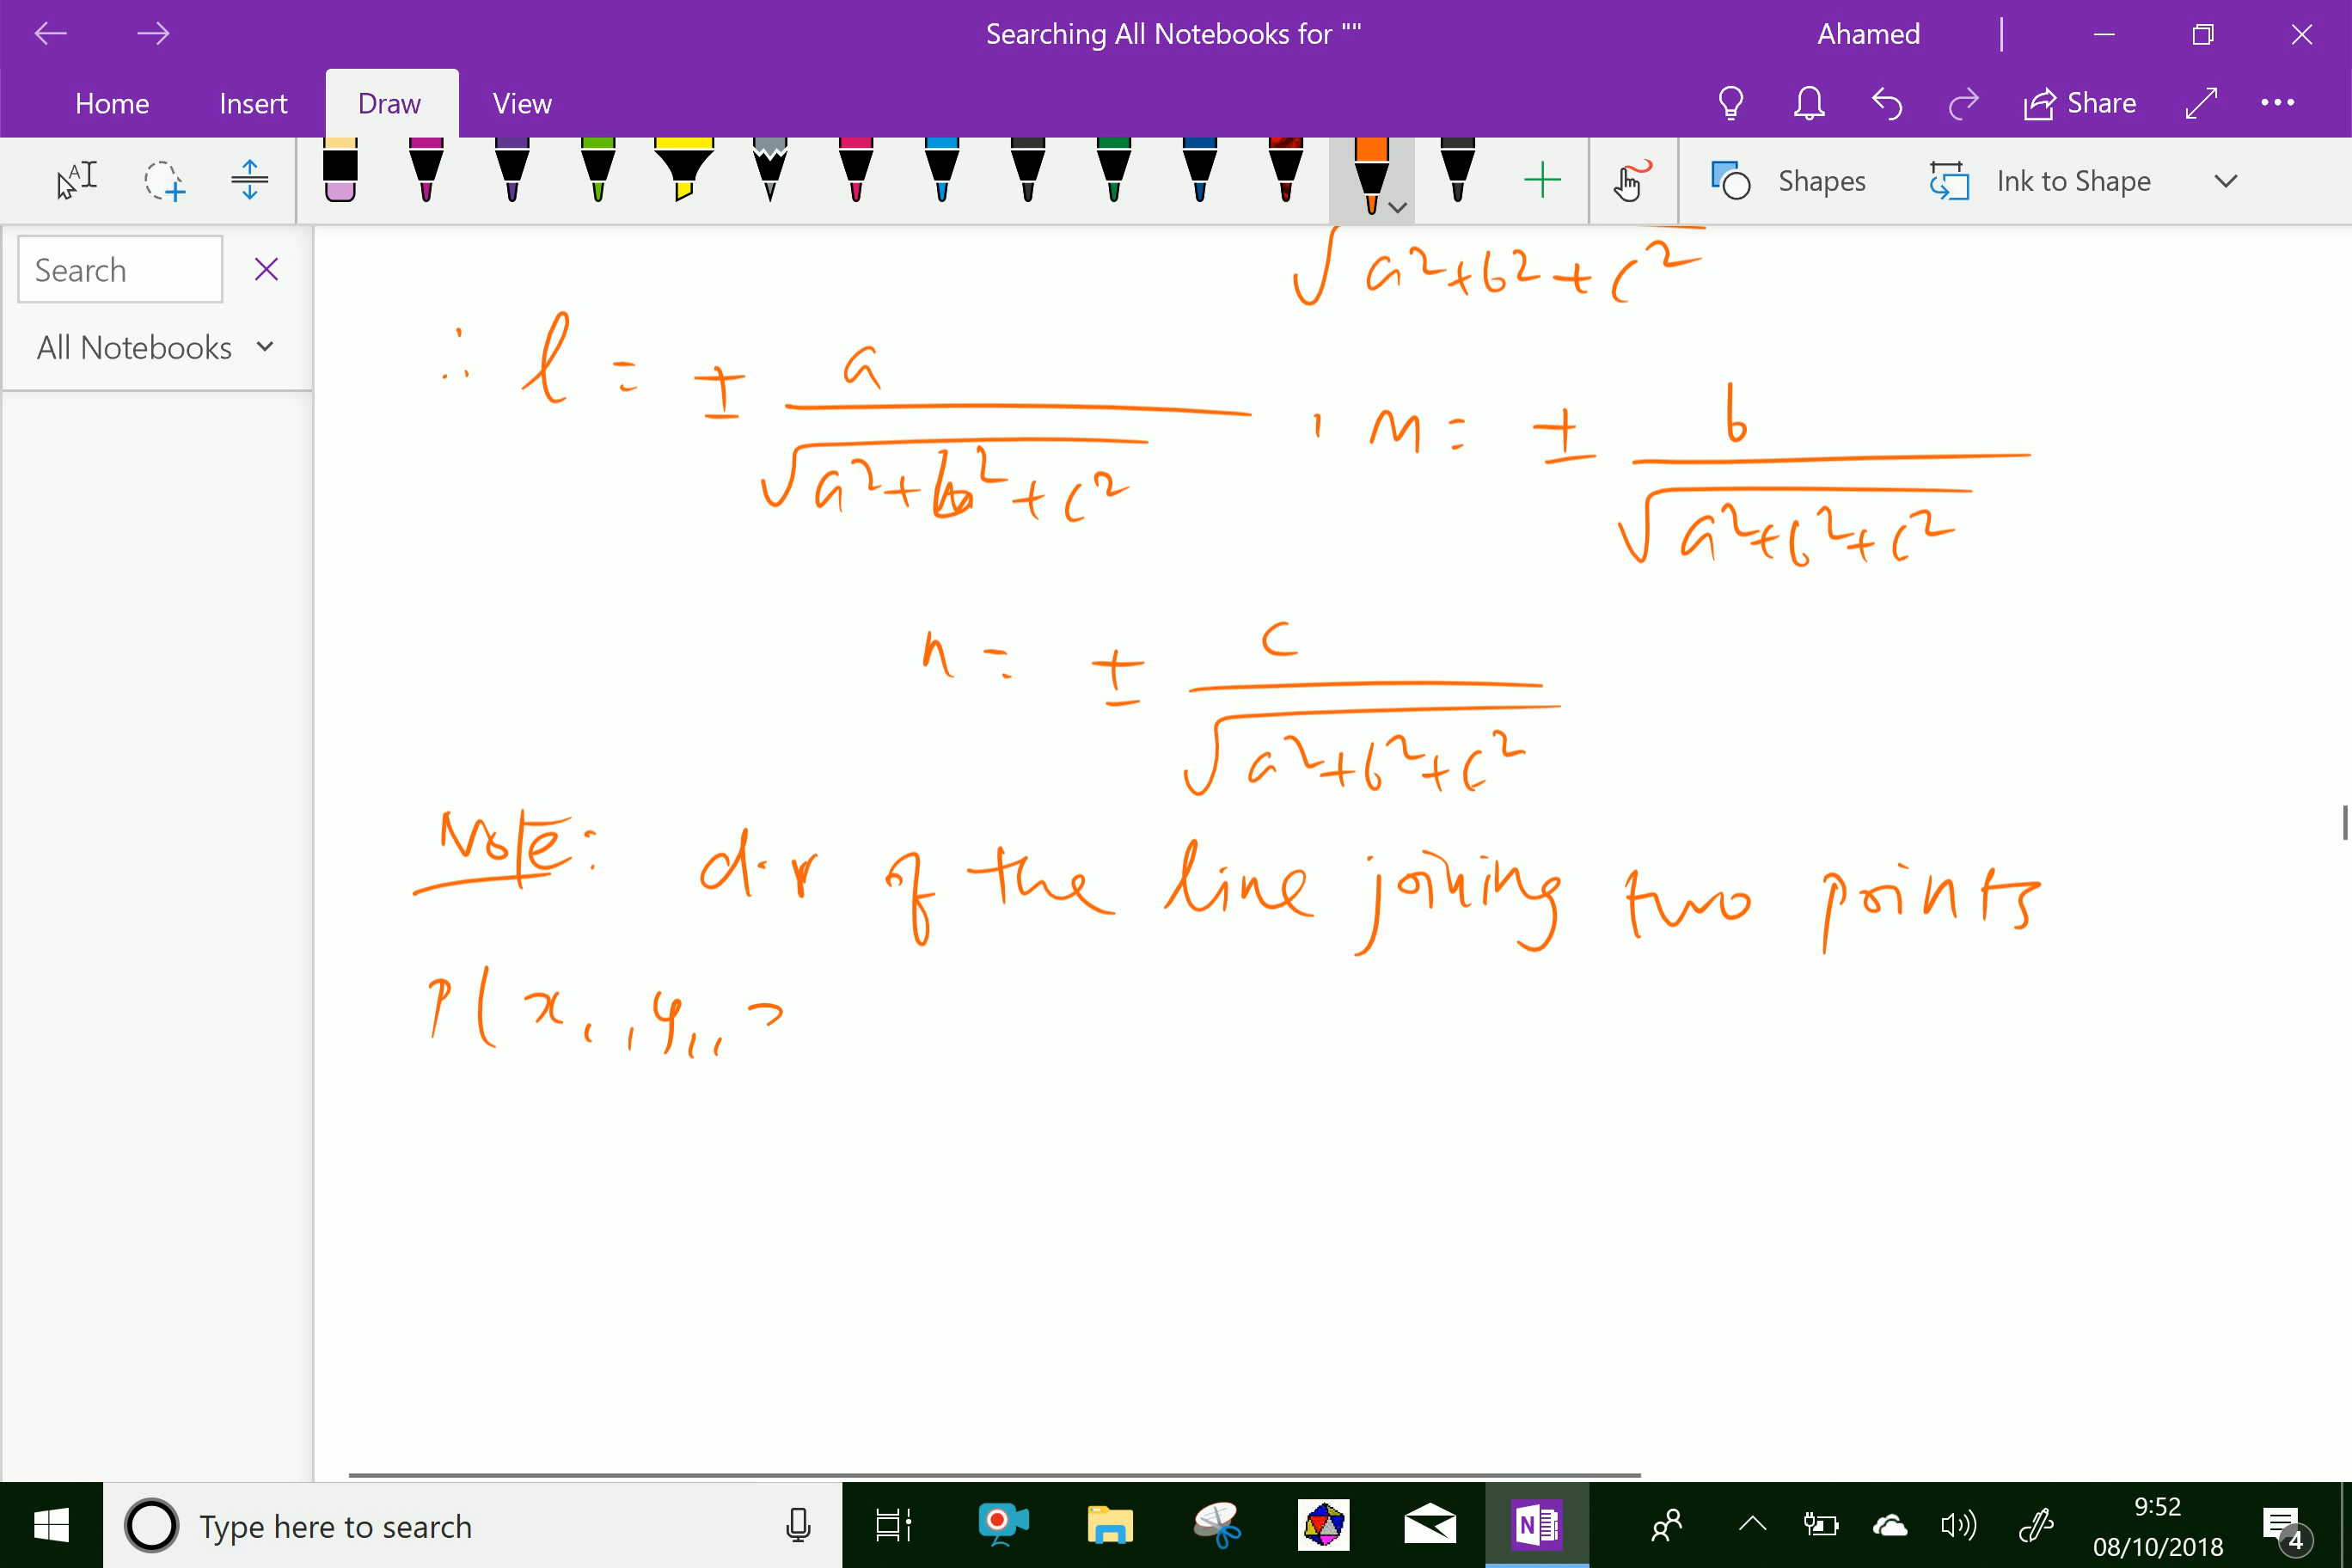 Searching All Notebooks for ""
Ahamed
Home Insert Draw View
Share
Shapes
Ink to Shape
Search
All Notebooks
√a²+b²+c²
∴ l = ± a / √a²+b²+c² , m = ± b / √a²+b²+c²
n = ± c / √a²+b²+c²
Note: d.r of the line joining two points
P(x₁,y₁,
Type here to search
9:52
08/10/2018
4